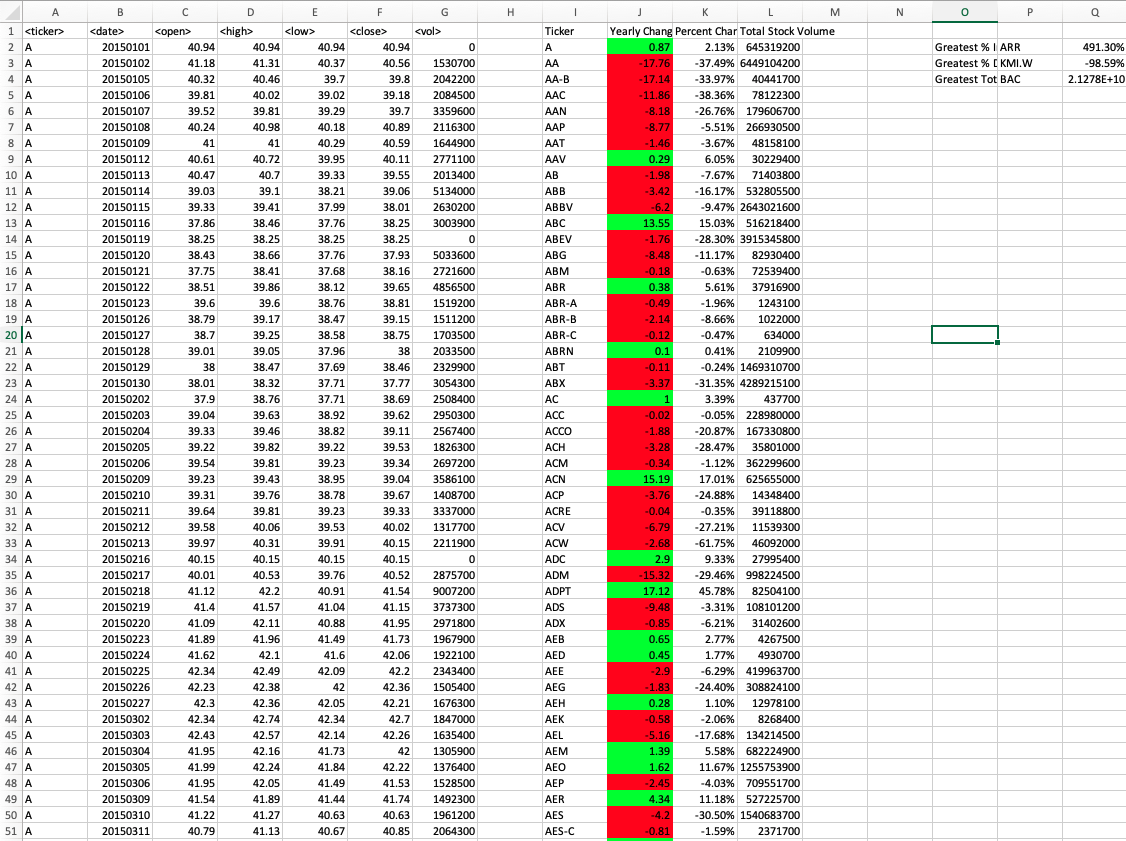 A B C D E F G H I J K L M N O P Q
1 <ticker> <date> <open> <high> <low> <close> <vol> Ticker Yearly Chang Percent Char Total Stock Volume
2 A 20150101 40.94 40.94 40.94 40.94 0 A 0.87 2.13% 645319200 Greatest % I ARR 491.30%
3 A 20150102 41.18 41.31 40.37 40.56 1530700 AA -17.76 -37.49% 6449104200 Greatest % D KMI.W -98.59%
4 A 20150105 40.32 40.46 39.7 39.8 2042200 AA-B -17.14 -33.97% 40441700 Greatest Tot BAC 2.1278E+10
5 A 20150106 39.81 40.02 39.02 39.18 2084500 AAC -11.86 -38.36% 78122300
6 A 20150107 39.52 39.81 39.29 39.7 3359600 AAN -8.18 -26.76% 179606700
7 A 20150108 40.24 40.98 40.18 40.89 2116300 AAP -8.77 -5.51% 266930500
8 A 20150109 41 41 40.29 40.59 1644900 AAT -1.46 -3.67% 48158100
9 A 20150112 40.61 40.72 39.95 40.11 2771100 AAV 0.29 6.05% 30229400
10 A 20150113 40.47 40.7 39.33 39.55 2013400 AB -1.98 -7.67% 71403800
11 A 20150114 39.03 39.1 38.21 39.06 5134000 ABB -3.42 -16.17% 532805500
12 A 20150115 39.33 39.41 37.99 38.01 2630200 ABBV -6.2 -9.47% 2643021600
13 A 20150116 37.86 38.46 37.76 38.25 3003900 ABC 13.55 15.03% 516218400
14 A 20150119 38.25 38.25 38.25 38.25 0 ABEV -1.76 -28.30% 3915345800
15 A 20150120 38.43 38.66 37.76 37.93 5033600 ABG -8.48 -11.17% 82930400
16 A 20150121 37.75 38.41 37.68 38.16 2721600 ABM -0.18 -0.63% 72539400
17 A 20150122 38.51 39.86 38.12 39.65 4856500 ABR 0.38 5.61% 37916900
18 A 20150123 39.6 39.6 38.76 38.81 1519200 ABR-A -0.49 -1.96% 1243100
19 A 20150126 38.79 39.17 38.47 39.15 1511200 ABR-B -2.14 -8.66% 1022000
20 A 20150127 38.7 39.25 38.58 38.75 1703500 ABR-C -0.12 -0.47% 634000
21 A 20150128 39.01 39.05 37.96 38 2033500 ABRN 0.1 0.41% 2109900
22 A 20150129 38 38.47 37.69 38.46 2329900 ABT -0.11 -0.24% 1469310700
23 A 20150130 38.01 38.32 37.71 37.77 3054300 ABX -3.37 -31.35% 4289215100
24 A 20150202 37.9 38.76 37.71 38.69 2508400 AC 1 3.39% 437700
25 A 20150203 39.04 39.63 38.92 39.62 2950300 ACC -0.02 -0.05% 228980000
26 A 20150204 39.33 39.46 38.82 39.11 2567400 ACCO -1.88 -20.87% 167330800
27 A 20150205 39.22 39.82 39.22 39.53 1826300 ACH -3.28 -28.47% 35801000
28 A 20150206 39.54 39.81 39.23 39.34 2697200 ACM -0.34 -1.12% 362299600
29 A 20150209 39.23 39.43 38.95 39.04 3586100 ACN 15.19 17.01% 625655000
30 A 20150210 39.31 39.76 38.78 39.67 1408700 ACP -3.76 -24.88% 14348400
31 A 20150211 39.64 39.81 39.23 39.33 3337000 ACRE -0.04 -0.35% 39118800
32 A 20150212 39.58 40.06 39.53 40.02 1317700 ACV -6.79 -27.21% 11539300
33 A 20150213 39.97 40.31 39.91 40.15 2211900 ACW -2.68 -61.75% 46092000
34 A 20150216 40.15 40.15 40.15 40.15 0 ADC 2.9 9.33% 27995400
35 A 20150217 40.01 40.53 39.76 40.52 2875700 ADM -15.32 -29.46% 998224500
36 A 20150218 41.12 42.2 40.91 41.54 9007200 ADPT 17.12 45.78% 82504100
37 A 20150219 41.4 41.57 41.04 41.15 3737300 ADS -9.48 -3.31% 108101200
38 A 20150220 41.09 42.11 40.88 41.95 2971800 ADX -0.85 -6.21% 31402600
39 A 20150223 41.89 41.96 41.49 41.73 1967900 AEB 0.65 2.77% 4267500
40 A 20150224 41.62 42.1 41.6 42.06 1922100 AED 0.45 1.77% 4930700
41 A 20150225 42.34 42.49 42.09 42.2 2343400 AEE -2.9 -6.29% 419963700
42 A 20150226 42.23 42.38 42 42.36 1505400 AEG -1.83 -24.40% 308824100
43 A 20150227 42.3 42.36 42.05 42.21 1676300 AEH 0.28 1.10% 12978100
44 A 20150302 42.34 42.74 42.34 42.7 1847000 AEK -0.58 -2.06% 8268400
45 A 20150303 42.43 42.57 42.14 42.26 1635400 AEL -5.16 -17.68% 134214500
46 A 20150304 41.95 42.16 41.73 42 1305900 AEM 1.39 5.58% 682224900
47 A 20150305 41.99 42.24 41.84 42.22 1376400 AEO 1.62 11.67% 1255753900
48 A 20150306 41.95 42.05 41.49 41.53 1528500 AEP -2.45 -4.03% 709551700
49 A 20150309 41.54 41.89 41.44 41.74 1492300 AER 4.34 11.18% 527225700
50 A 20150310 41.22 41.27 40.63 40.63 1961200 AES -4.2 -30.50% 1540683700
51 A 20150311 40.79 41.13 40.67 40.85 2064300 AES-C -0.81 -1.59% 2371700